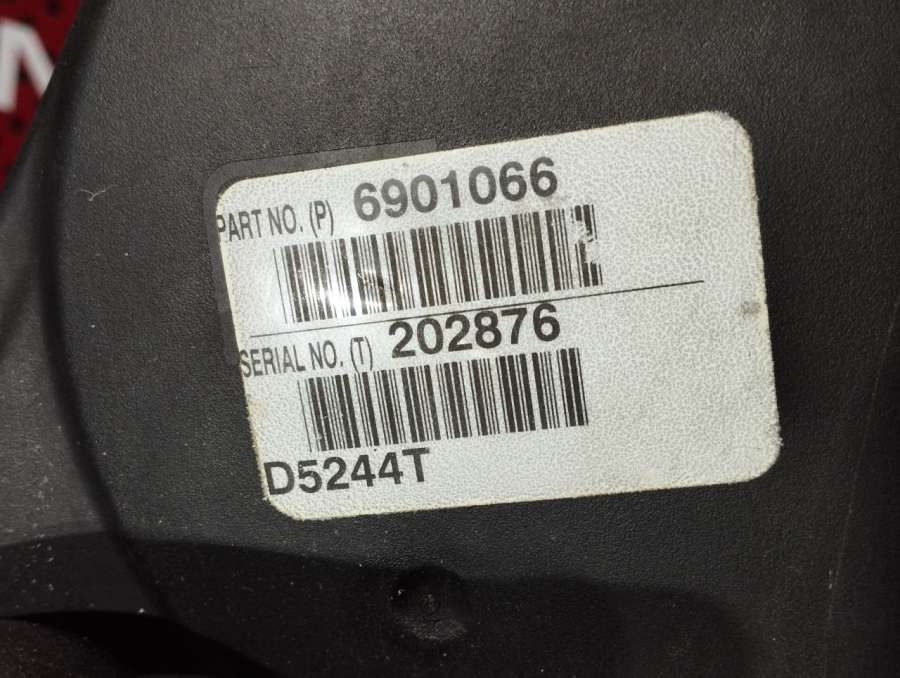 PART NO. (P) 6901066
SERIAL NO. (T) 202876
D5244T